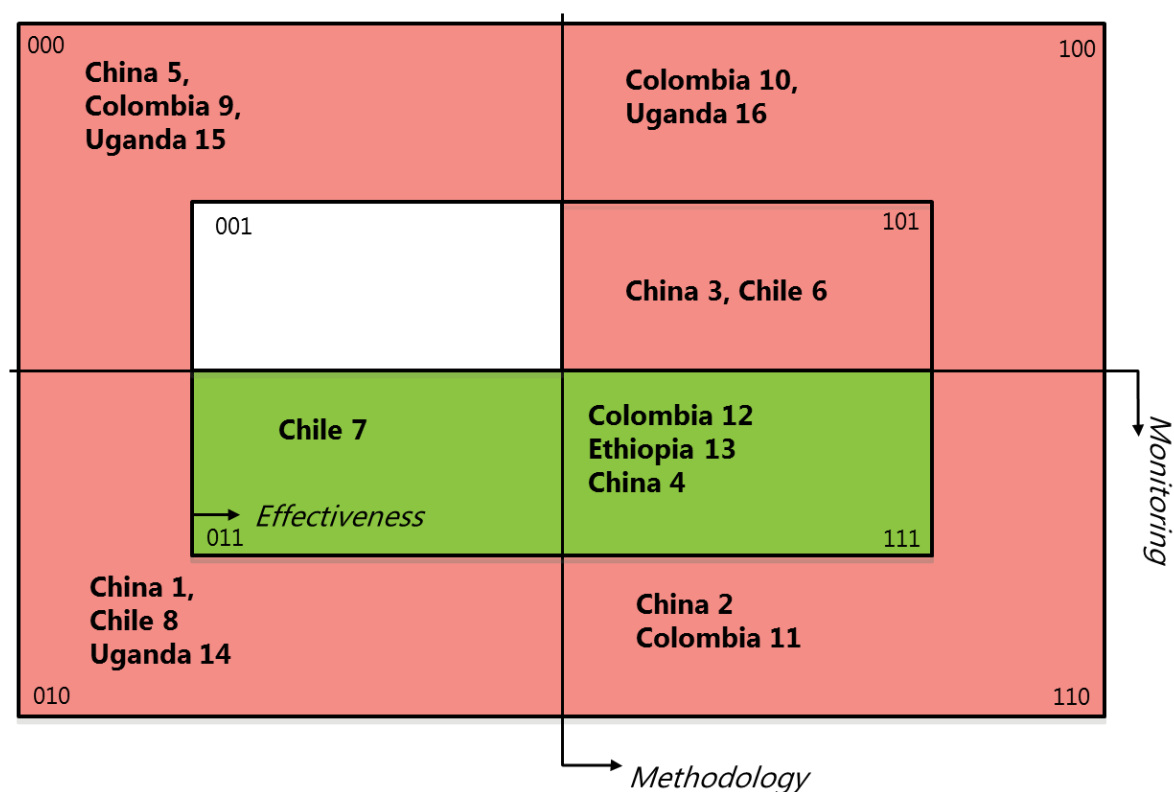 000
China 5,
Colombia 9,
Uganda 15
100
Colombia 10,
Uganda 16
001
101
China 3, Chile 6
Chile 7
Colombia 12
Ethiopia 13
China 4
Effectiveness
011
111
Monitoring
China 1,
Chile 8
Uganda 14
China 2
Colombia 11
010
110
Methodology